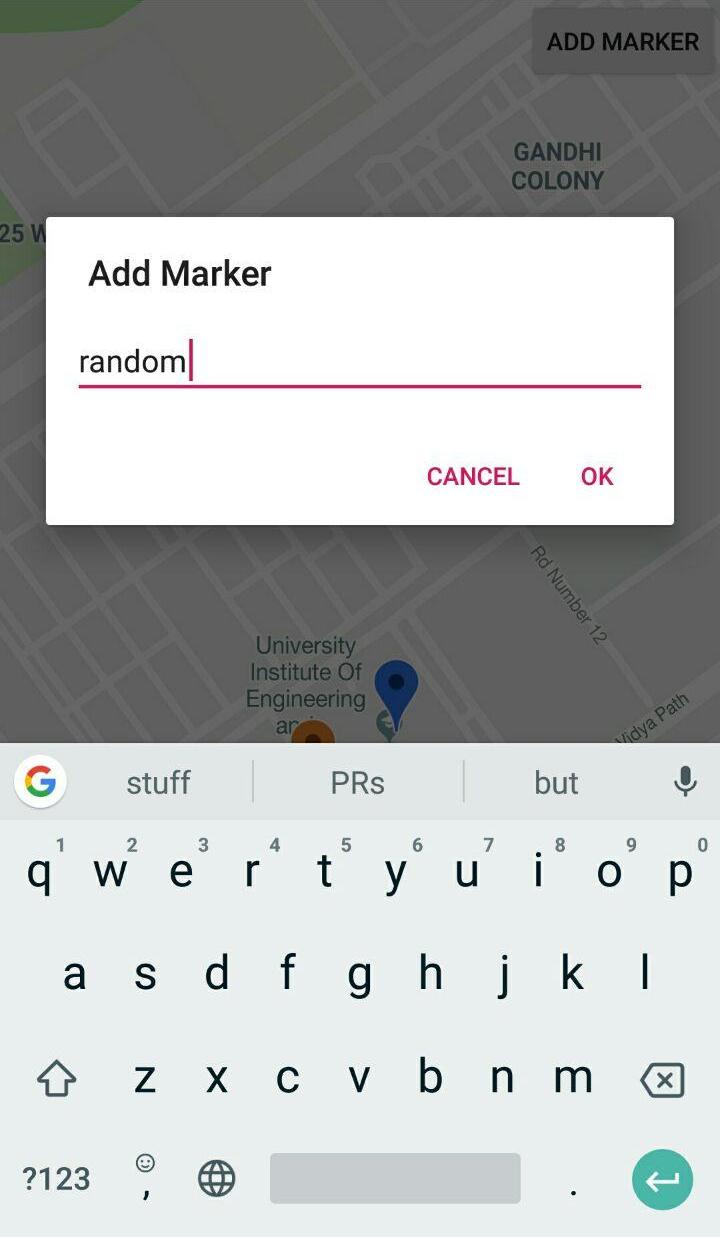 ADD MARKER
GANDHI
COLONY
25 W
Add Marker
random
CANCEL
OK
Rd Number 12
University
Institute Of
Engineering
Vidya Path
stuff
PRs
but
1 2 3 4 5 6 7 8 9 0
q w e r t y u i o p
a s d f g h j k l
z x c v b n m
?123 , .